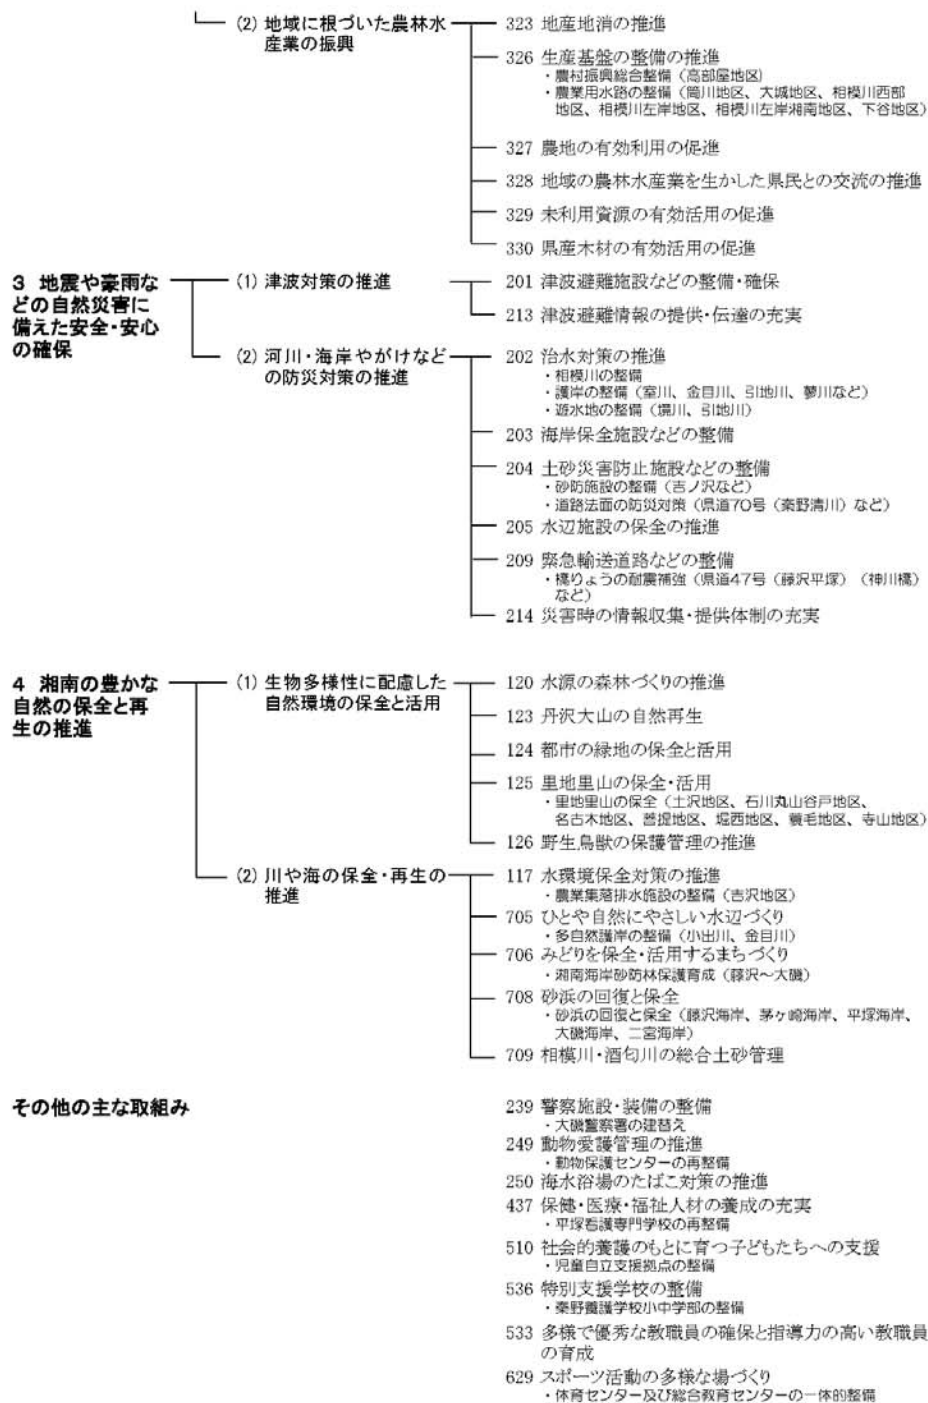 (2) 地域に根づいた農林水
産業の振興
323 地産地消の推進
326 生産基盤の整備の推進
・農村振興総合整備（高部屋地区）
・農業用水路の整備（筒川地区、大城地区、相模川西部
地区、相模川左岸地区、相模川左岸湘南地区、下谷地区）
327 農地の有効利用の促進
328 地域の農林水産業を生かした県民との交流の推進
329 未利用資源の有効活用の促進
330 県産木材の有効活用の促進
3 地震や豪雨な
どの自然災害に
備えた安全・安心
の確保
(1) 津波対策の推進
201 津波避難施設などの整備・確保
213 津波避難情報の提供・伝達の充実
(2) 河川・海岸やがけなど
の防災対策の推進
202 治水対策の推進
・相模川の整備
・護岸の整備（室川、金目川、引地川、蓼川など）
・遊水地の整備（境川、引地川）
203 海岸保全施設などの整備
204 土砂災害防止施設などの整備
・砂防施設の整備（吉ノ沢など）
・道路法面の防災対策（県道70号（秦野清川）など）
205 水辺施設の保全の推進
209 緊急輸送道路などの整備
・橋りょうの耐震補強（県道47号（藤沢平塚）（神川橋）
など）
214 災害時の情報収集・提供体制の充実
4 湘南の豊かな
自然の保全と再
生の推進
(1) 生物多様性に配慮した
自然環境の保全と活用
120 水源の森林づくりの推進
123 丹沢大山の自然再生
124 都市の緑地の保全と活用
125 里地里山の保全・活用
・里地里山の保全（土沢地区、石川丸山谷戸地区、
名古木地区、菩提地区、堀西地区、蓑毛地区、寺山地区）
126 野生鳥獣の保護管理の推進
(2) 川や海の保全・再生の
推進
117 水環境保全対策の推進
・農業集落排水施設の整備（吉沢地区）
705 ひとや自然にやさしい水辺づくり
・多自然護岸の整備（小出川、金目川）
706 みどりを保全・活用するまちづくり
・湘南海岸砂防林保護育成（藤沢～大磯）
708 砂浜の回復と保全
・砂浜の回復と保全（藤沢海岸、茅ヶ崎海岸、平塚海岸、
大磯海岸、二宮海岸）
709 相模川・酒匂川の総合土砂管理
その他の主な取組み
239 警察施設・装備の整備
・大磯警察署の建替え
249 動物愛護管理の推進
・動物保護センターの再整備
250 海水浴場のたばこ対策の推進
437 保健・医療・福祉人材の養成の充実
・平塚看護専門学校の再整備
510 社会的養護のもとに育つ子どもたちへの支援
・児童自立支援拠点の整備
536 特別支援学校の整備
・秦野養護学校小中学部の整備
533 多様で優秀な教職員の確保と指導力の高い教職員
の育成
629 スポーツ活動の多様な場づくり
・体育センター及び総合教育センターの一体的整備